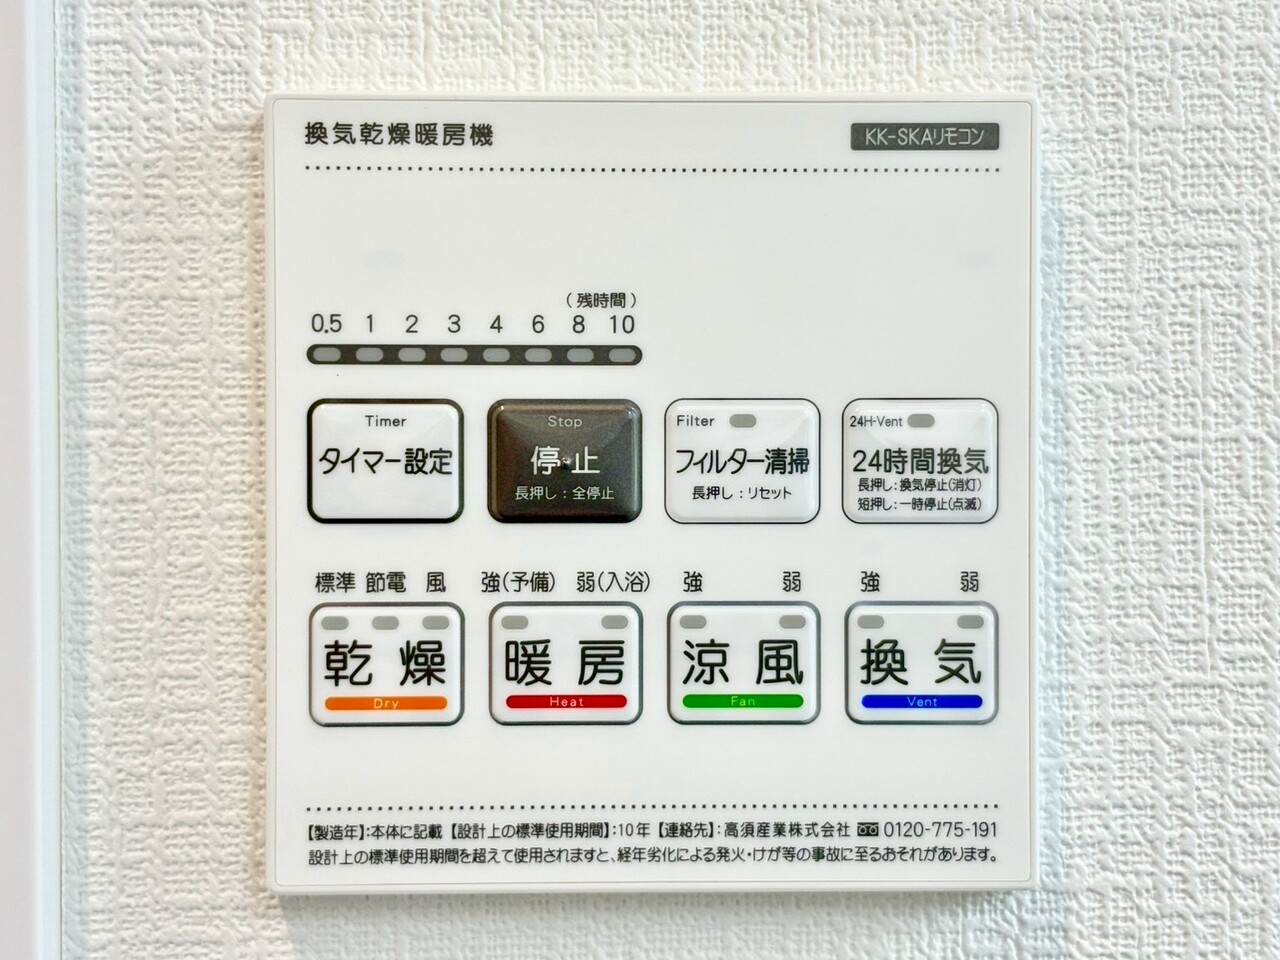 換気乾燥暖房機
KK-SKAリモコン
(残時間)
0.5 1 2 3 4 6 8 10
Timer
タイマー設定
Stop
停止
長押し:全停止
Filter
フィルター清掃
長押し:リセット
24H-Vent
24時間換気
長押し:換気停止(消灯)
短押し:一時停止(点滅)
標準 節電 風
乾燥
Dry
強(予備) 弱(入浴)
暖房
Heat
強 弱
涼風
Fan
強 弱
換気
Vent
【製造年】:本体に記載【設計上の標準使用期間】:10年【連絡先】:高須産業株式会社 0120-775-191
設計上の標準使用期間を超えて使用されますと、経年劣化による発火・けが等の事故に至るおそれがあります。